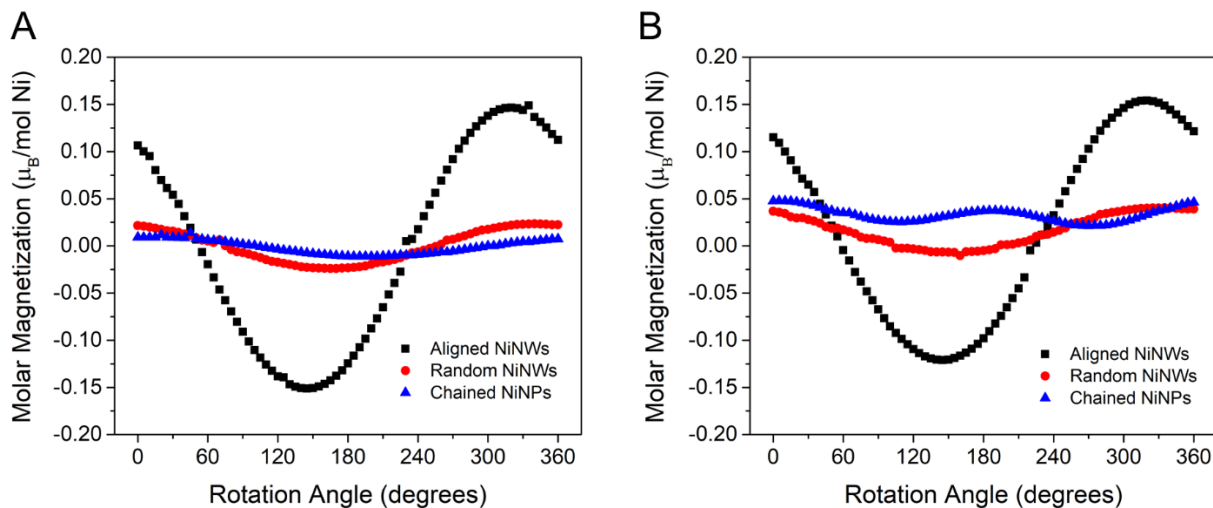 A
Molar Magnetization (μB/mol Ni)
0.20
0.15
0.10
0.05
0.00
-0.05
-0.10
-0.15
-0.20
0 60 120 180 240 300 360
Rotation Angle (degrees)
Aligned NiNWs
Random NiNWs
Chained NiNPs
B
Molar Magnetization (μB/mol Ni)
0.20
0.15
0.10
0.05
0.00
-0.05
-0.10
-0.15
-0.20
0 60 120 180 240 300 360
Rotation Angle (degrees)
Aligned NiNWs
Random NiNWs
Chained NiNPs